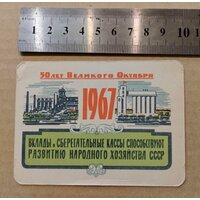 1 2 3 4 5 6 7 8 9 10
50 лет Великого Октября
1967
ВКЛАДЫ в СБЕРЕГАТЕЛЬНЫЕ КАССЫ СПОСОБСТВУЮТ
РАЗВИТИЮ НАРОДНОГО ХОЗЯЙСТВА СССР